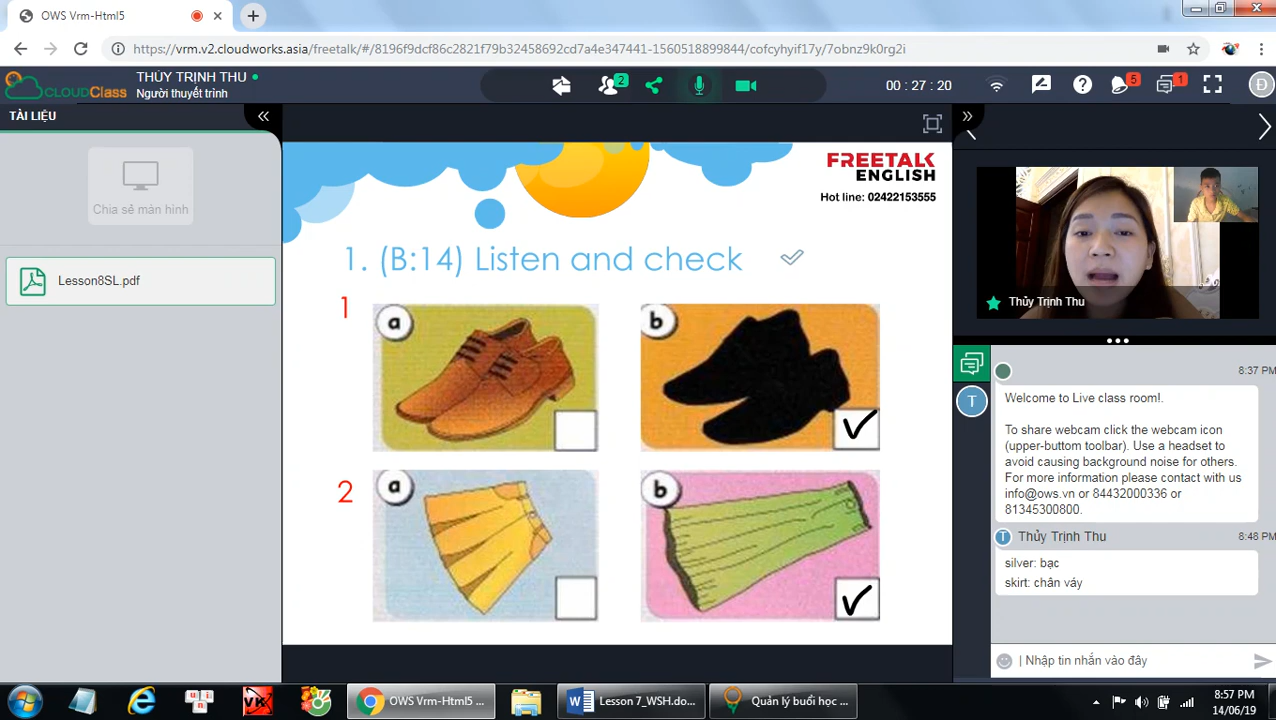 OWS Vrm-Html5
https://vrm.v2.cloudworks.asia/freetalk/#/8196f9dcf86c2821f79b32458692cd7a4e347441-1560518899844/cofcyhyif17y/7obnz9k0rg2i
CLOUDClass
THÙY TRỊNH THU
Người thuyết trình
2
00 : 27 : 20
5
1
Đ
TÀI LIỆU
Chia sẻ màn hình
Lesson8SL.pdf
FREETALK
ENGLISH
Hot line: 02422153555
1. (B:14) Listen and check
1
a
b
2
a
b
Thủy Trịnh Thu
8:37 PM
T
Welcome to Live class room!.
To share webcam click the webcam icon
(upper-buttom toolbar). Use a headset to
avoid causing background noise for others.
For more information please contact with us
info@ows.vn or 84432000336 or
81345300800.
T Thủy Trịnh Thu 8:48 PM
silver: bạc
skirt: chân váy
Nhập tin nhắn vào đây
OWS Vrm-Html5 ...
Lesson 7_WSH.do...
Quản lý buổi học ...
8:57 PM
14/06/19